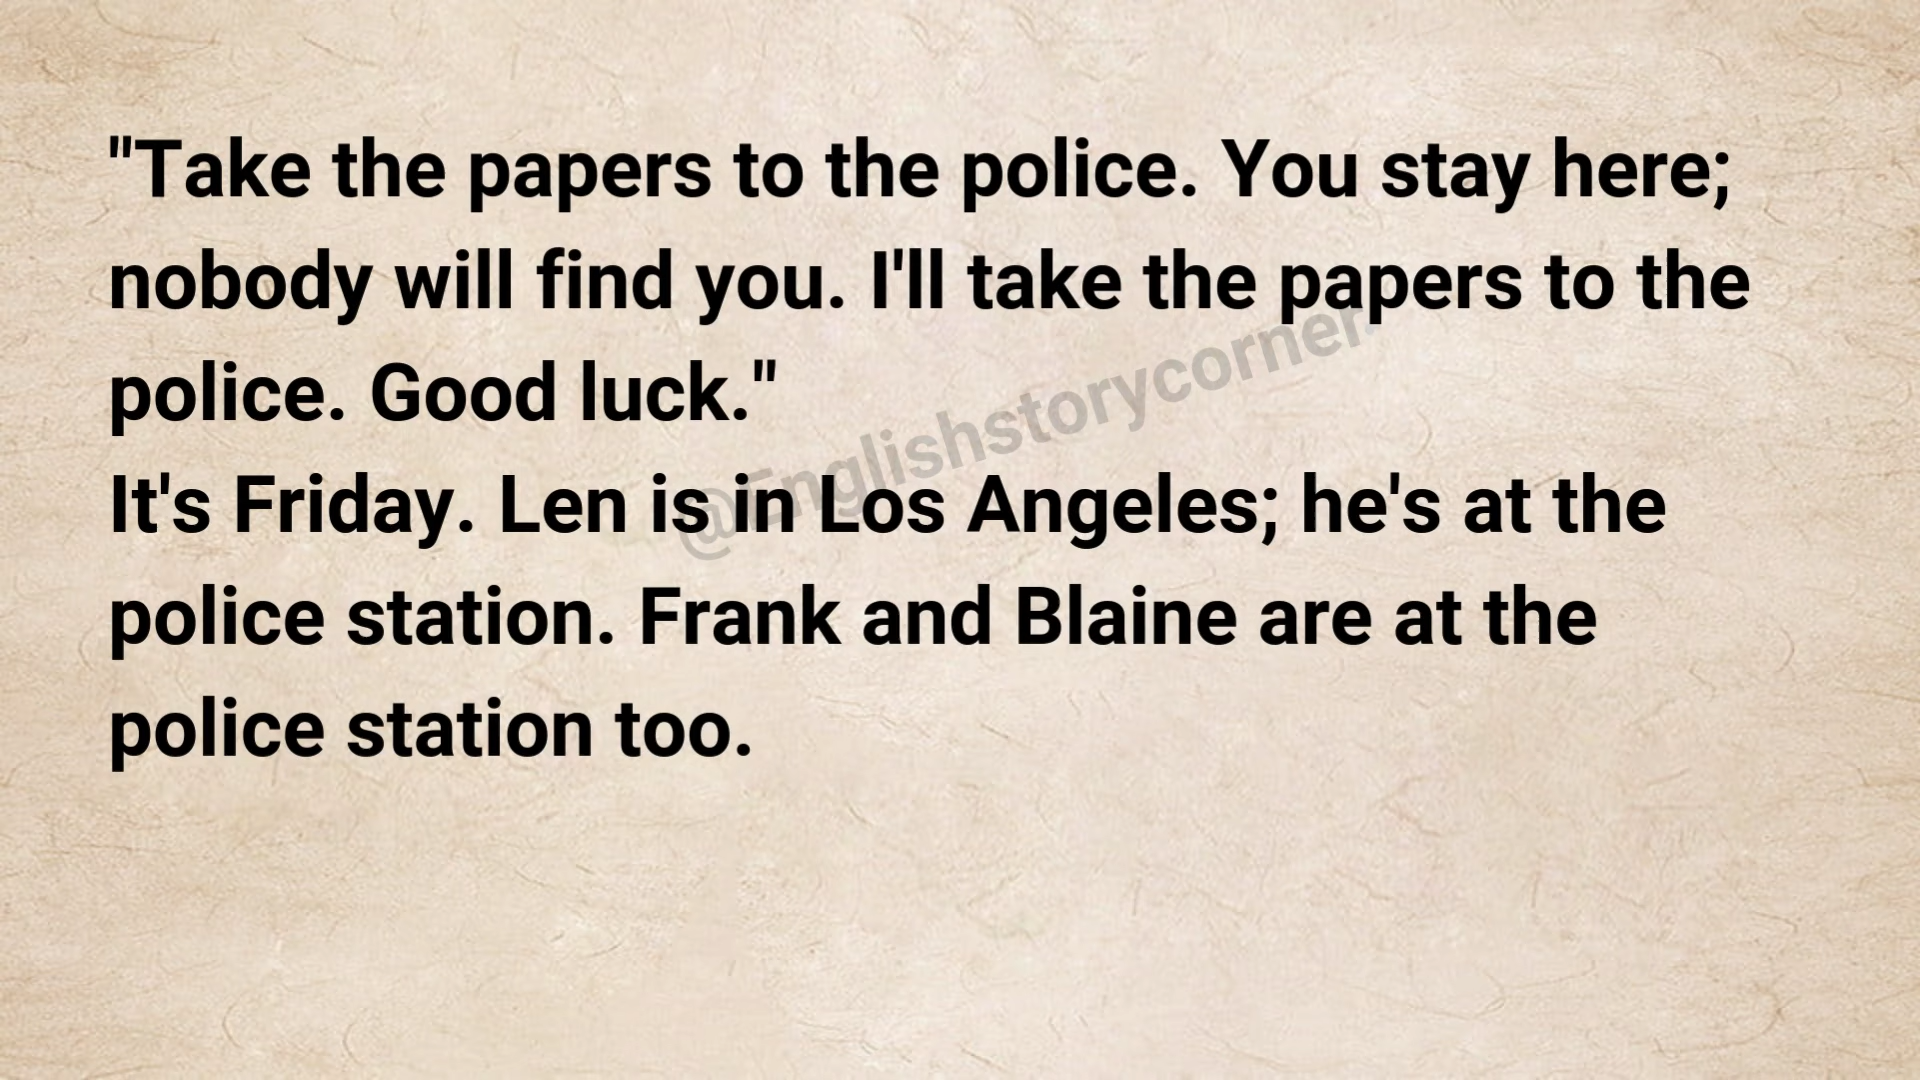 "Take the papers to the police. You stay here;
nobody will find you. I'll take the papers to the
police. Good luck."
@Englishstorycorner.
It's Friday. Len is in Los Angeles; he's at the
police station. Frank and Blaine are at the
police station too.